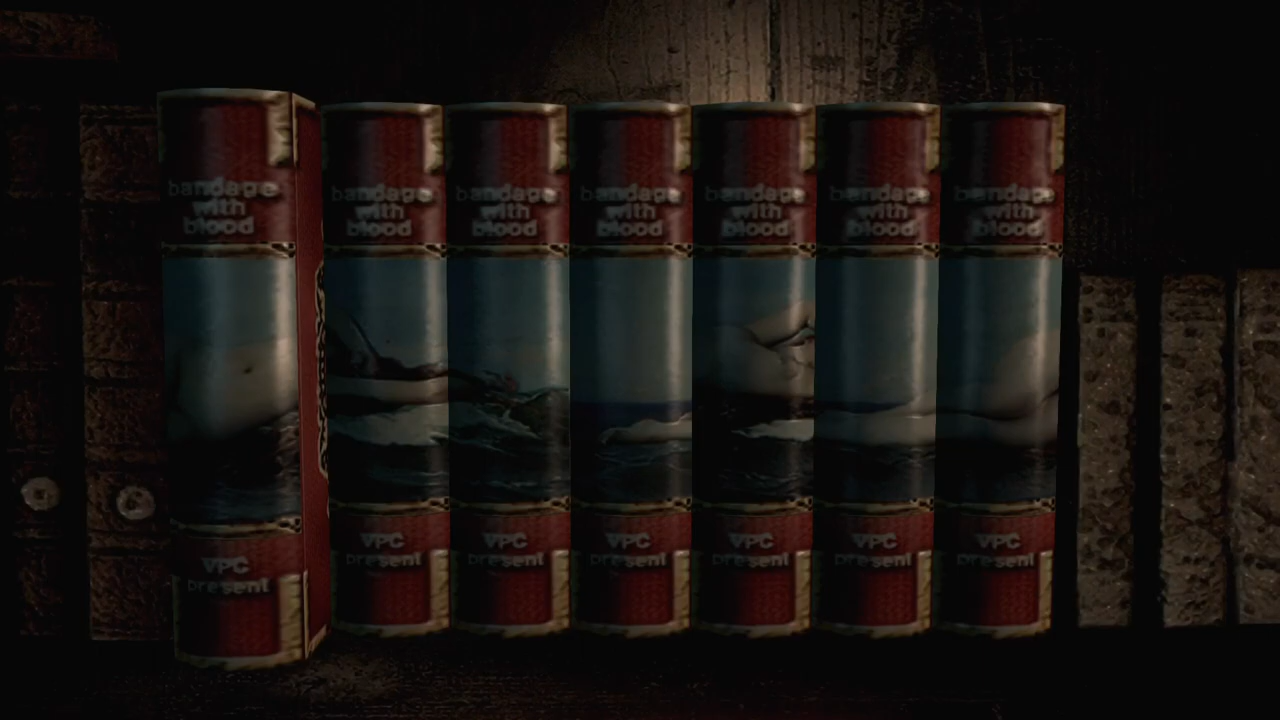 bandage
with
blood
bandage
with
blood
bandage
with
blood
bandage
with
blood
bandage
with
blood
bandage
with
blood
bandage
with
blood
VPC
present
VPC
present
VPC
present
VPC
present
VPC
present
VPC
present
VPC
present